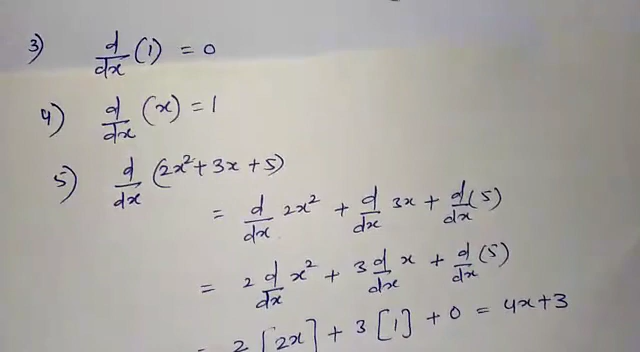 3) d/dx (1) = 0
4) d/dx (x) = 1
5) d/dx (2x² + 3x + 5)
= d/dx 2x² + d/dx 3x + d/dx (5)
= 2 d/dx x² + 3 d/dx x + d/dx (5)
= 2 [2x] + 3 [1] + 0 = 4x + 3